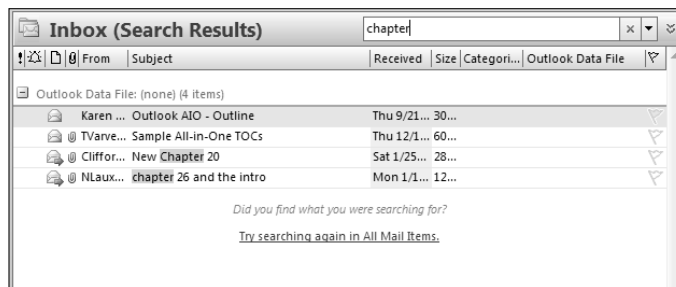 Inbox (Search Results) chapter
! From Subject Received Size Categori... Outlook Data File
Outlook Data File: (none) (4 items)
Karen ... Outlook AIO - Outline Thu 9/21... 30...
TVarve... Sample All-in-One TOCs Thu 12/1... 60...
Cliffor... New Chapter 20 Sat 1/25... 28...
NLaux... chapter 26 and the intro Mon 1/1... 12...
Did you find what you were searching for?
Try searching again in All Mail Items.